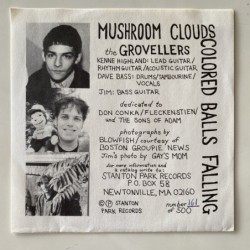 MUSHROOM CLOUDS
the GROVELLERS
KENNE HIGHLAND: LEAD GUITAR/
RHYTHM GUITAR/ACOUSTIC GUITAR
DAVE BASS: DRUMS/TAMBOURINE/
VOCALS
JIM: BASS GUITAR
dedicated to
DON CONKA/FLECKENSTIEN/
and THE SONS OF ADAM
photographs by
BLOWFISH/courtesy of
BOSTON GROUPIE NEWS
Jim's photo by GAY'S MOM
for more information and
a catalog write to:
STANTON PARK RECORDS
P.O. BOX 58
NEWTONVILLE, MA 02160
©℗ STANTON
PARK RECORDS
number 161
of 500
COLORED BALLS FALLING